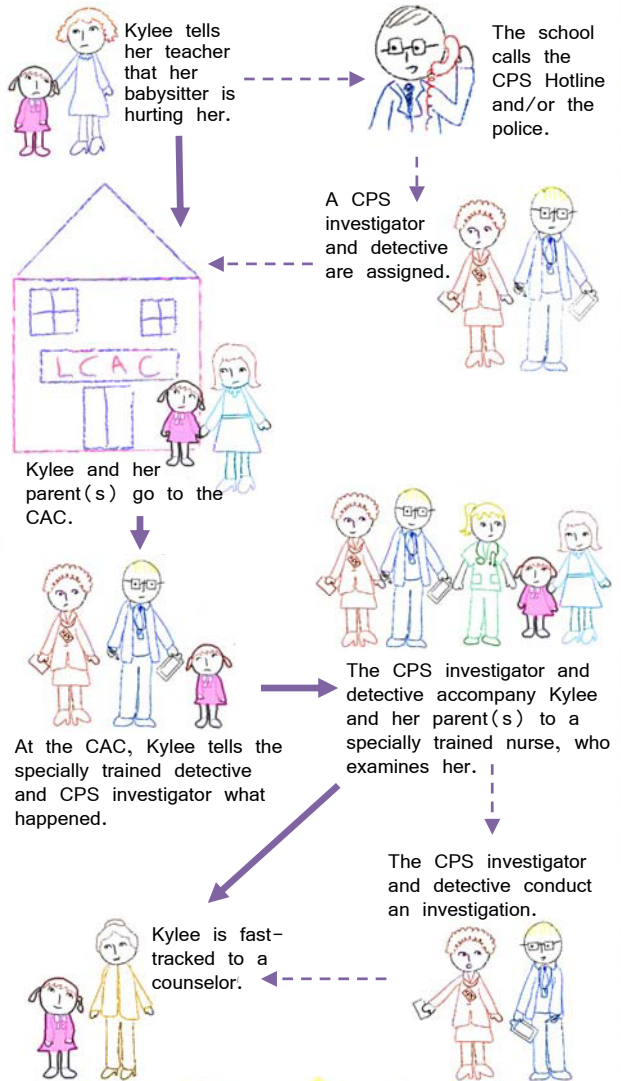 Kylee tells
her teacher
that her
babysitter is
hurting her.
The school
calls the
CPS Hotline
and/or the
police.
A CPS
investigator
and detective
are assigned.
LCAC
Kylee and her
parent(s) go to the
CAC.
At the CAC, Kylee tells the
specially trained detective
and CPS investigator what
happened.
The CPS investigator and
detective accompany Kylee
and her parent(s) to a
specially trained nurse, who
examines her.
The CPS investigator
and detective conduct
an investigation.
Kylee is fast-
tracked to a
counselor.